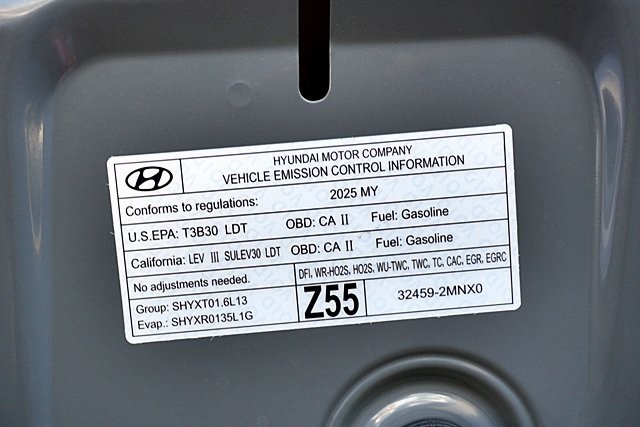 HYUNDAI MOTOR COMPANY
VEHICLE EMISSION CONTROL INFORMATION
Conforms to regulations: 2025 MY
U.S.EPA: T3B30 LDT OBD: CA II Fuel: Gasoline
California: LEV III SULEV30 LDT OBD: CA II Fuel: Gasoline
No adjustments needed. DFI, WR-HO2S, HO2S, WU-TWC, TWC, TC, CAC, EGR, EGRC
Group: SHYXT01.6L13
Evap.: SHYXR0135L1G
Z55
32459-2MNX0